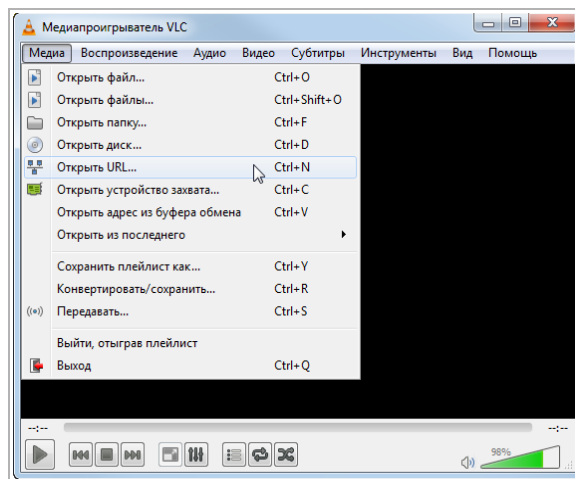 Медиапроигрыватель VLC
Медиа Воспроизведение Аудио Видео Субтитры Инструменты Вид Помощь
Открыть файл... Ctrl+O
Открыть файлы... Ctrl+Shift+O
Открыть папку... Ctrl+F
Открыть диск... Ctrl+D
Открыть URL... Ctrl+N
Открыть устройство захвата... Ctrl+C
Открыть адрес из буфера обмена Ctrl+V
Открыть из последнего
Сохранить плейлист как... Ctrl+Y
Конвертировать/сохранить... Ctrl+R
Передавать... Ctrl+S
Выйти, отыграв плейлист
Выход Ctrl+Q
--:-- --:--
98%